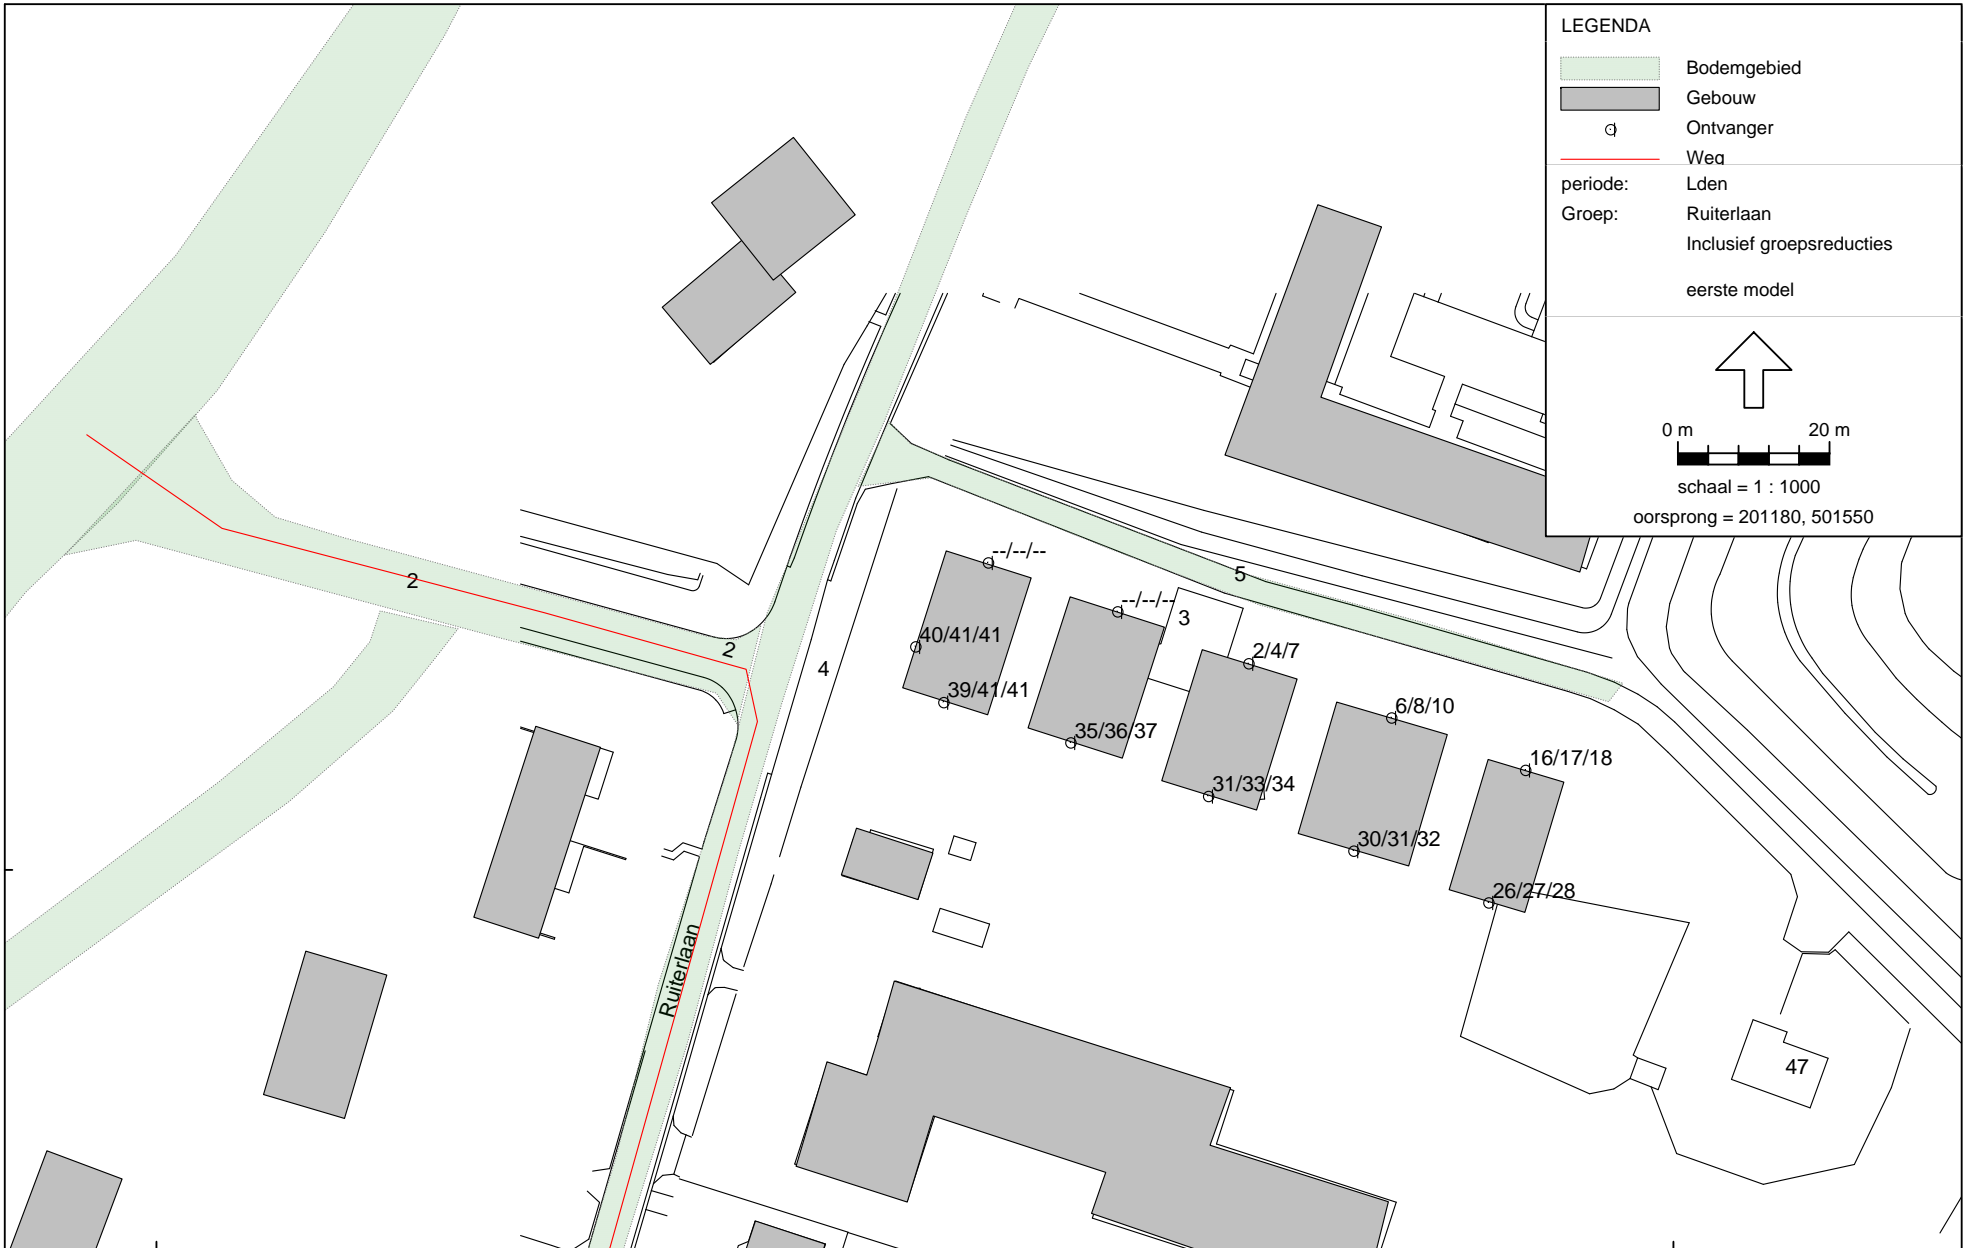 LEGENDA
Bodemgebied
Gebouw
Ontvanger
Weg
periode: Lden
Groep: Ruiterlaan
Inclusief groepsreducties
eerste model
0 m 20 m
schaal = 1 : 1000
oorsprong = 201180, 501550
--/--/--
5
2
--/--/--
3
40/41/41
2
2/4/7
4
39/41/41
6/8/10
35/36/37
16/17/18
31/33/34
30/31/32
26/27/28
Ruiterlaan
47